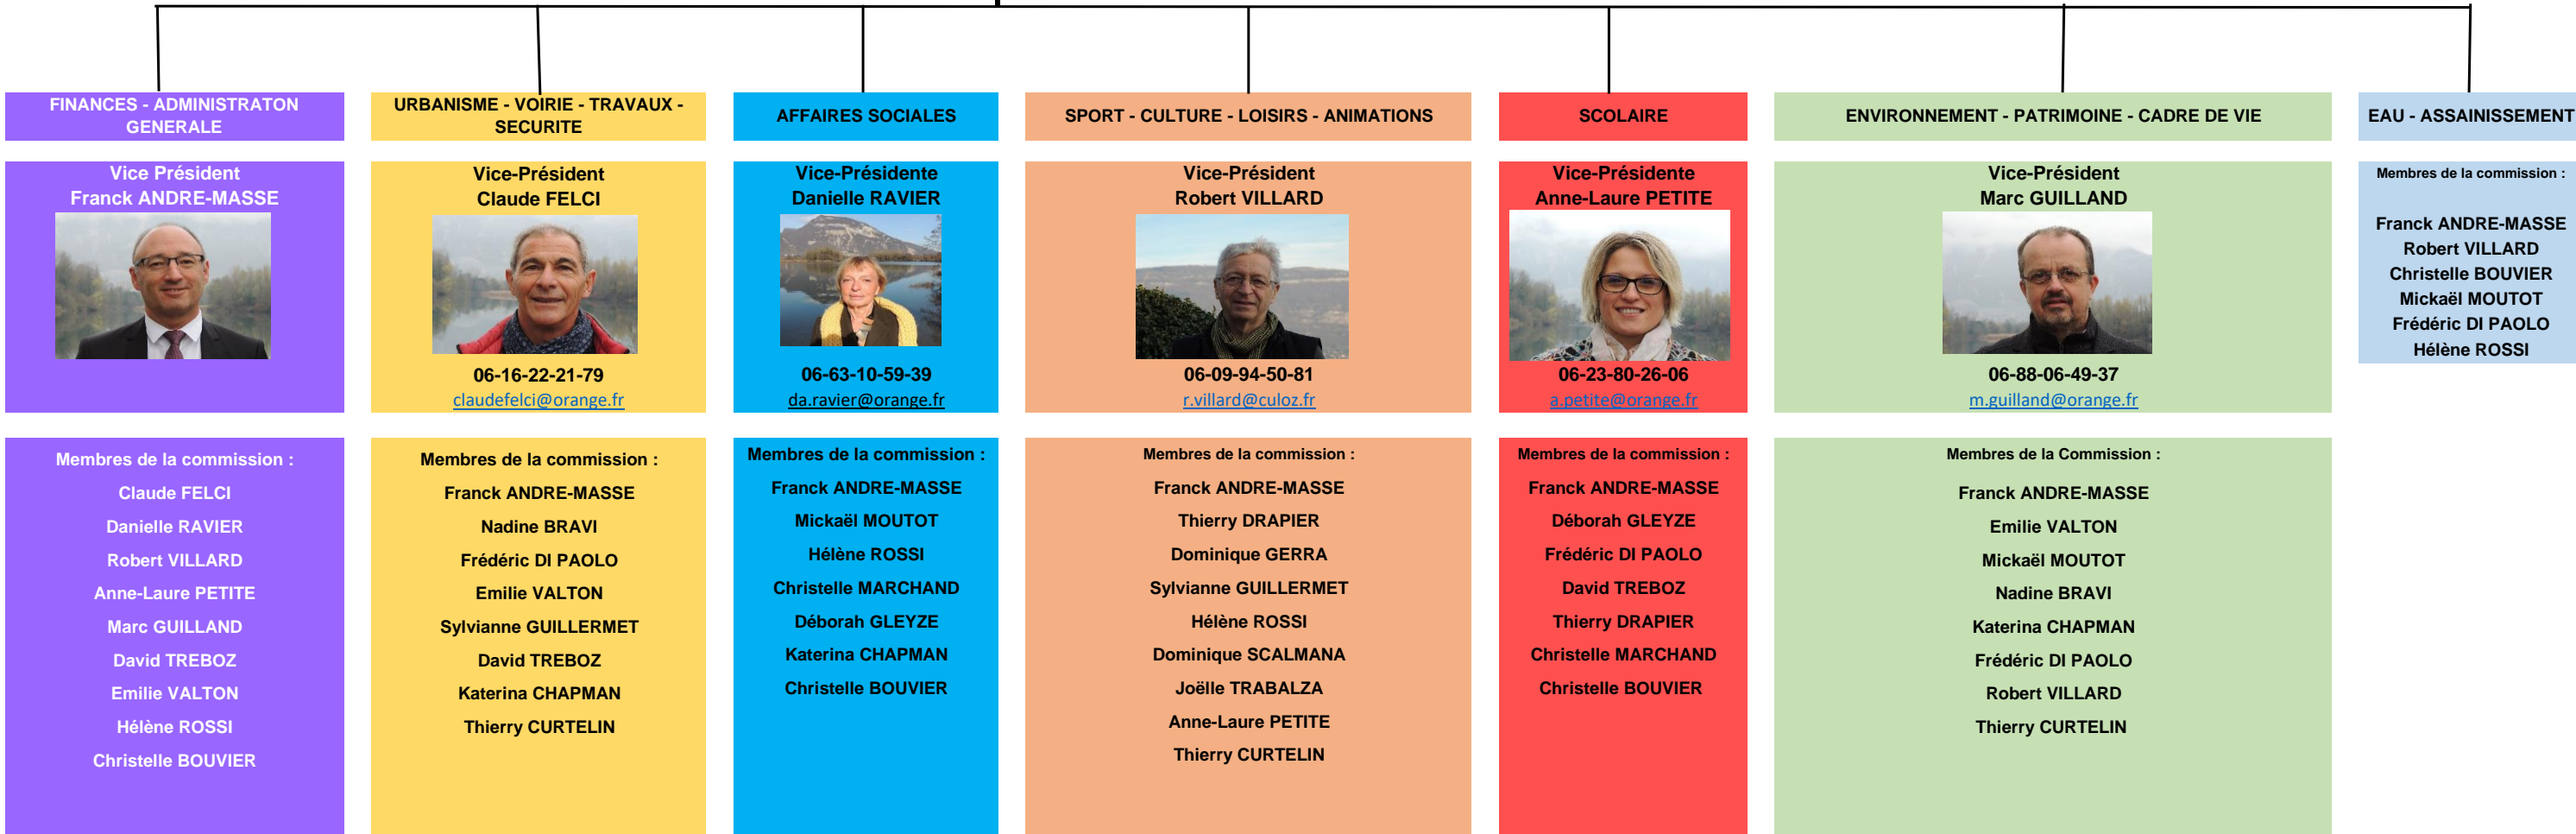 FINANCES - ADMINISTRATON
GENERALE
Vice Président
Franck ANDRE-MASSE
Membres de la commission :
Claude FELCI
Danielle RAVIER
Robert VILLARD
Anne-Laure PETITE
Marc GUILLAND
David TREBOZ
Emilie VALTON
Hélène ROSSI
Christelle BOUVIER
URBANISME - VOIRIE - TRAVAUX -
SECURITE
Vice-Président
Claude FELCI
06-16-22-21-79
claudefelci@orange.fr
Membres de la commission :
Franck ANDRE-MASSE
Nadine BRAVI
Frédéric DI PAOLO
Emilie VALTON
Sylvianne GUILLERMET
David TREBOZ
Katerina CHAPMAN
Thierry CURTELIN
AFFAIRES SOCIALES
Vice-Présidente
Danielle RAVIER
06-63-10-59-39
da.ravier@orange.fr
Membres de la commission :
Franck ANDRE-MASSE
Mickaël MOUTOT
Hélène ROSSI
Christelle MARCHAND
Déborah GLEYZE
Katerina CHAPMAN
Christelle BOUVIER
SPORT - CULTURE - LOISIRS - ANIMATIONS
Vice-Président
Robert VILLARD
06-09-94-50-81
r.villard@culoz.fr
Membres de la commission :
Franck ANDRE-MASSE
Thierry DRAPIER
Dominique GERRA
Sylvianne GUILLERMET
Hélène ROSSI
Dominique SCALMANA
Joëlle TRABALZA
Anne-Laure PETITE
Thierry CURTELIN
SCOLAIRE
Vice-Présidente
Anne-Laure PETITE
06-23-80-26-06
a.petite@orange.fr
Membres de la commission :
Franck ANDRE-MASSE
Déborah GLEYZE
Frédéric DI PAOLO
David TREBOZ
Thierry DRAPIER
Christelle MARCHAND
Christelle BOUVIER
ENVIRONNEMENT - PATRIMOINE - CADRE DE VIE
Vice-Président
Marc GUILLAND
06-88-06-49-37
m.guilland@orange.fr
Membres de la Commission :
Franck ANDRE-MASSE
Emilie VALTON
Mickaël MOUTOT
Nadine BRAVI
Katerina CHAPMAN
Frédéric DI PAOLO
Robert VILLARD
Thierry CURTELIN
EAU - ASSAINISSEMENT
Membres de la commission :
Franck ANDRE-MASSE
Robert VILLARD
Christelle BOUVIER
Mickaël MOUTOT
Frédéric DI PAOLO
Hélène ROSSI